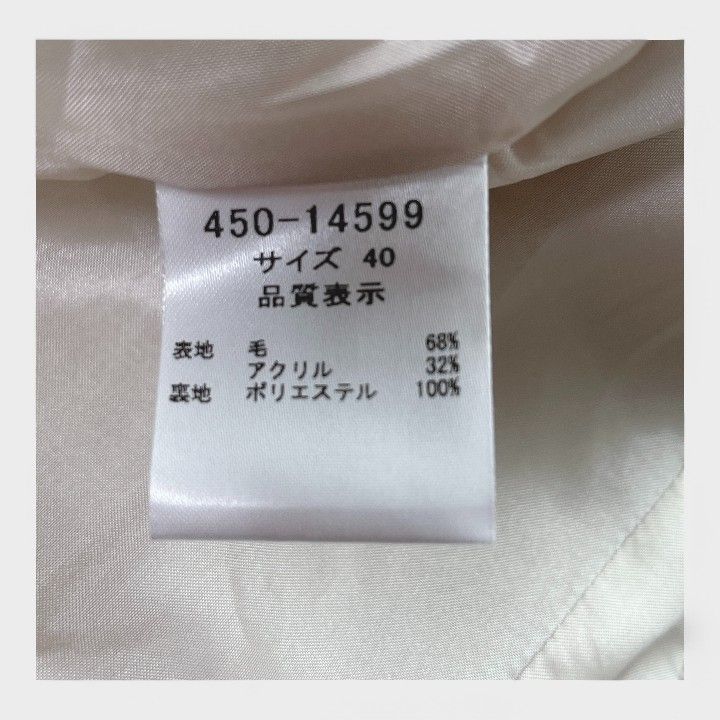 450-14599
サイズ 40
品質表示
表地 毛 68%
アクリル 32%
裏地 ポリエステル 100%